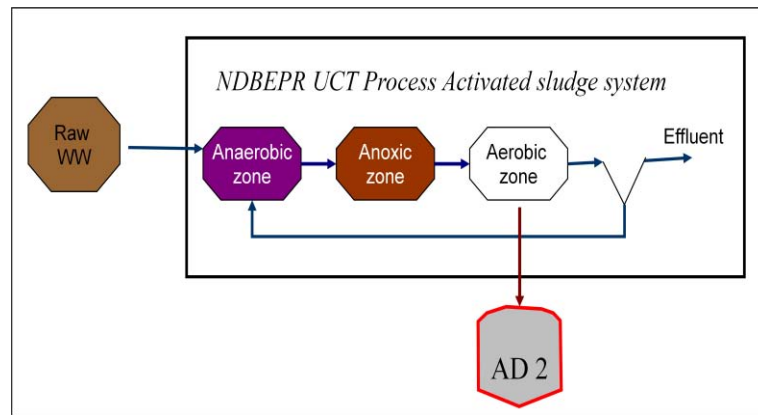 NDBEPR UCT Process Activated sludge system
Raw
WW
Anaerobic
zone
Anoxic
zone
Aerobic
zone
Effluent
AD 2